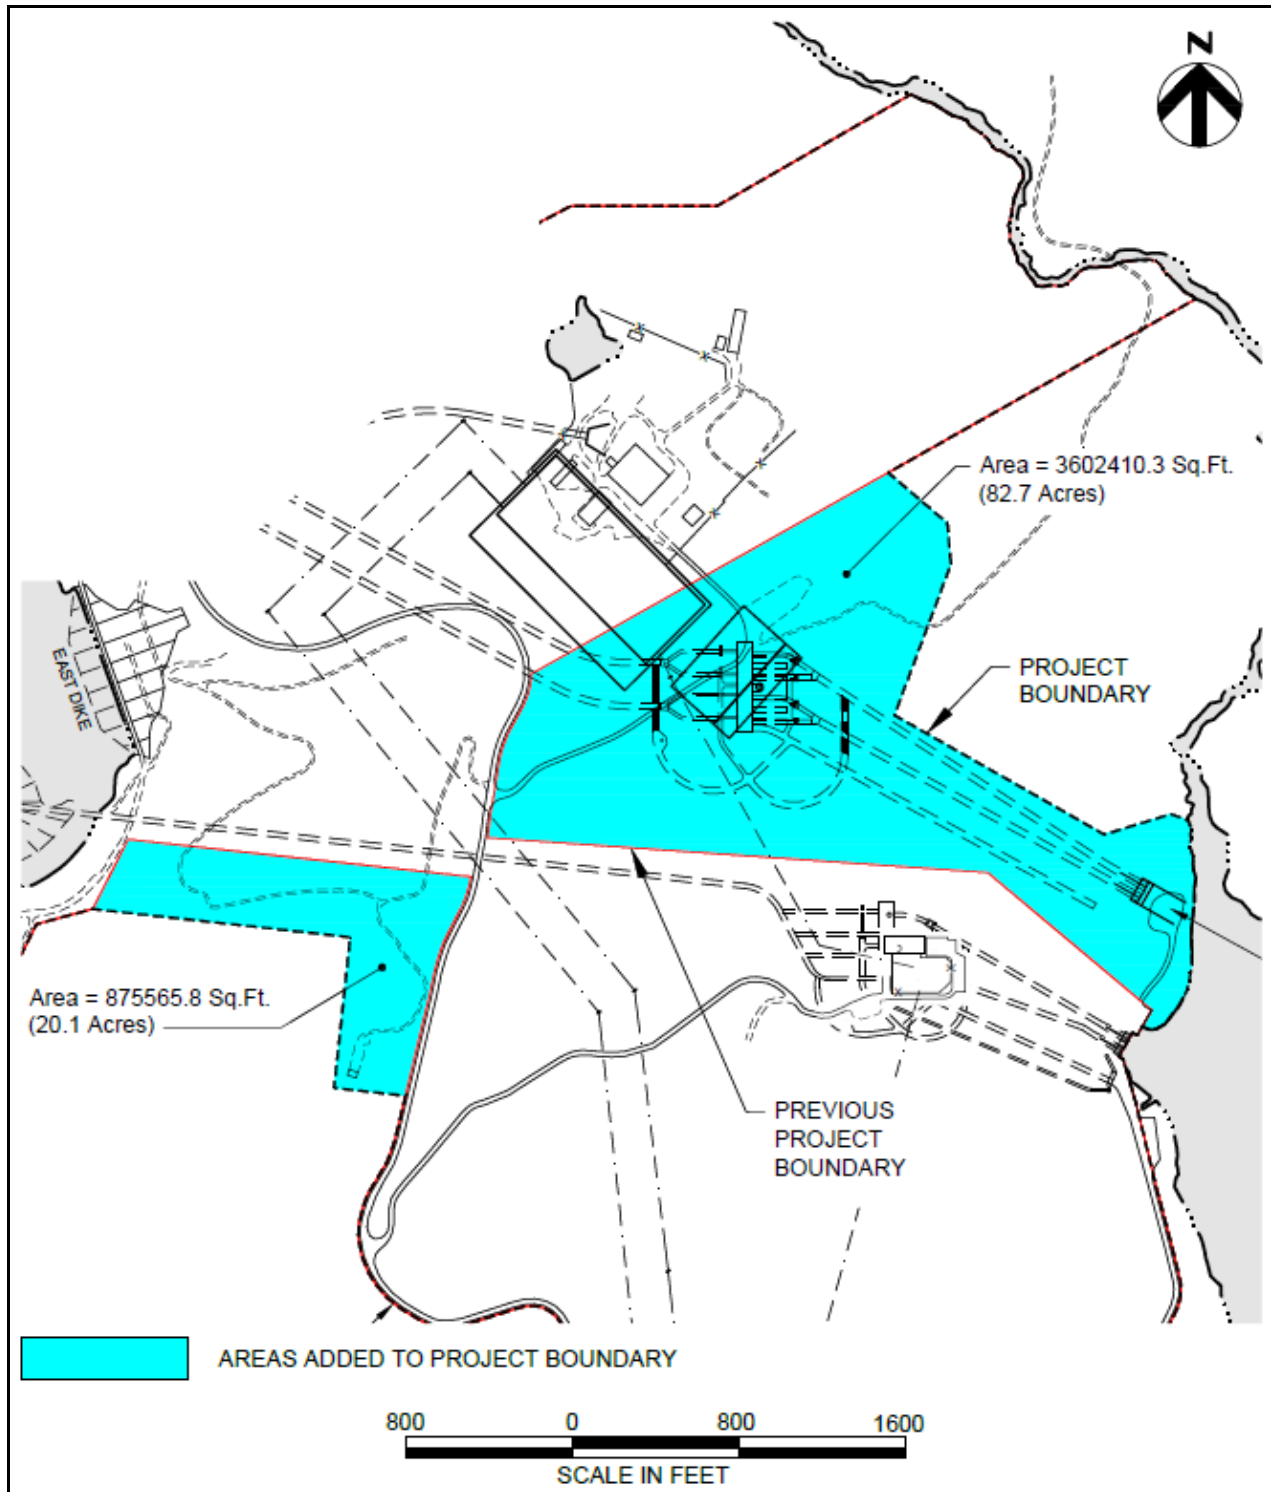 N
Area = 3602410.3 Sq.Ft.
(82.7 Acres)
PROJECT
BOUNDARY
EAST DIKE
Area = 875565.8 Sq.Ft.
(20.1 Acres)
PREVIOUS
PROJECT
BOUNDARY
AREAS ADDED TO PROJECT BOUNDARY
800 0 800 1600
SCALE IN FEET